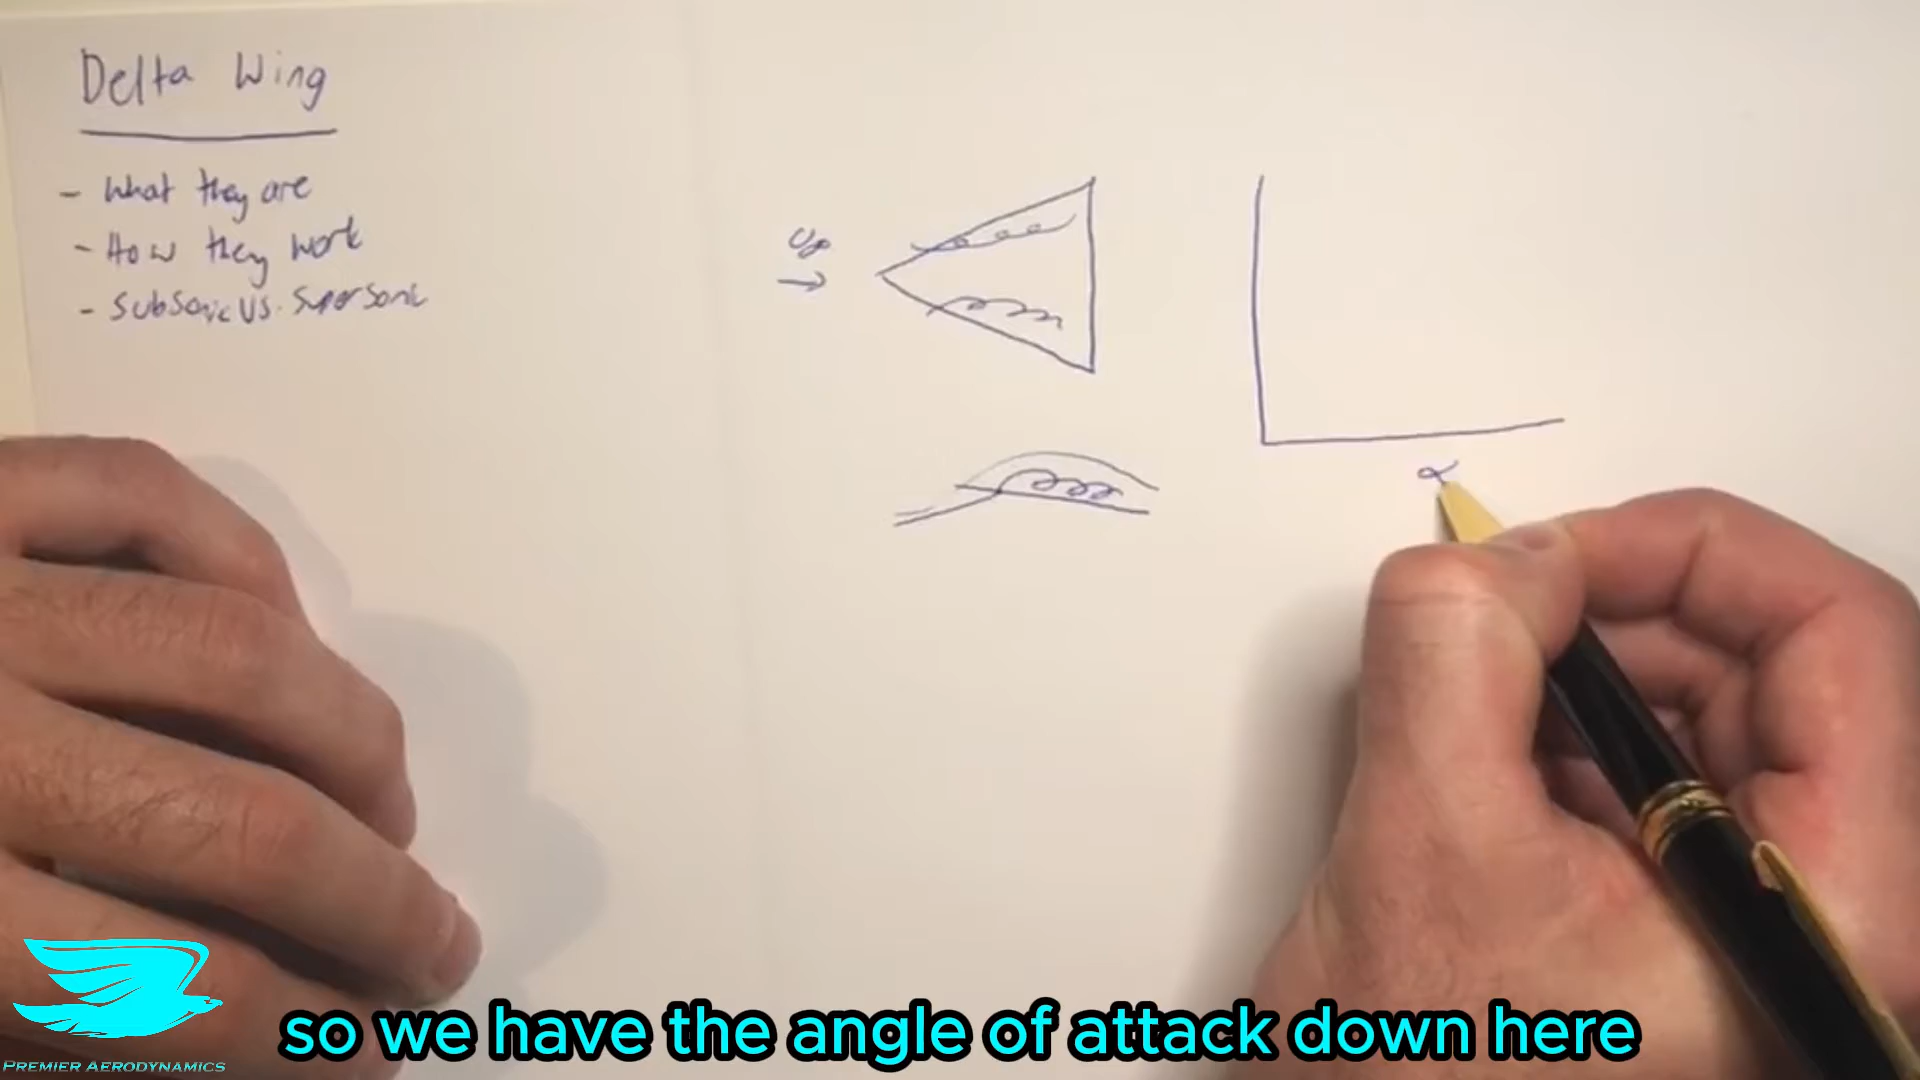 Delta Wing
- What they are
- How they work
- Subsonic VS. Supersonic
U∞
α
so we have the angle of attack down here
PREMIER AERODYNAMICS